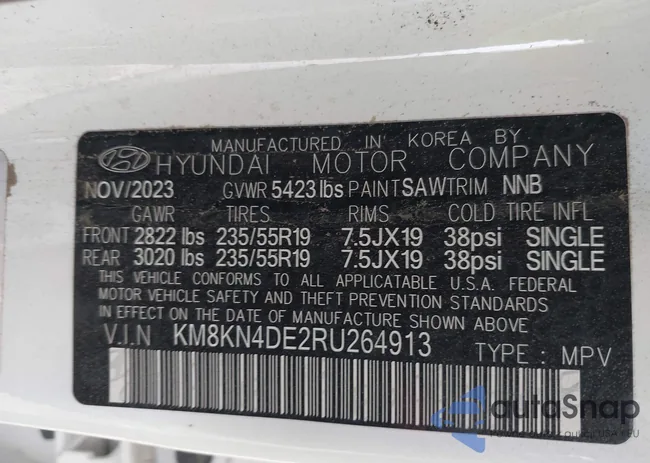 MANUFACTURED IN KOREA BY
HYUNDAI MOTOR COMPANY
NOV/2023 GVWR 5423 lbs PAINT SAW TRIM NNB
GAWR TIRES RIMS COLD TIRE INFL
FRONT 2822 lbs 235/55R19 7.5JX19 38psi SINGLE
REAR 3020 lbs 235/55R19 7.5JX19 38psi SINGLE
THIS VEHICLE CONFORMS TO ALL APPLICATABLE U.S.A. FEDERAL
MOTOR VEHICLE SAFETY AND THEFT PREVENTION STANDARDS
IN EFFECT ON THE DATE OF MANUFACTURE SHOWN ABOVE.
V.I.N KM8KN4DE2RU264913 TYPE : MPV
autoSnap